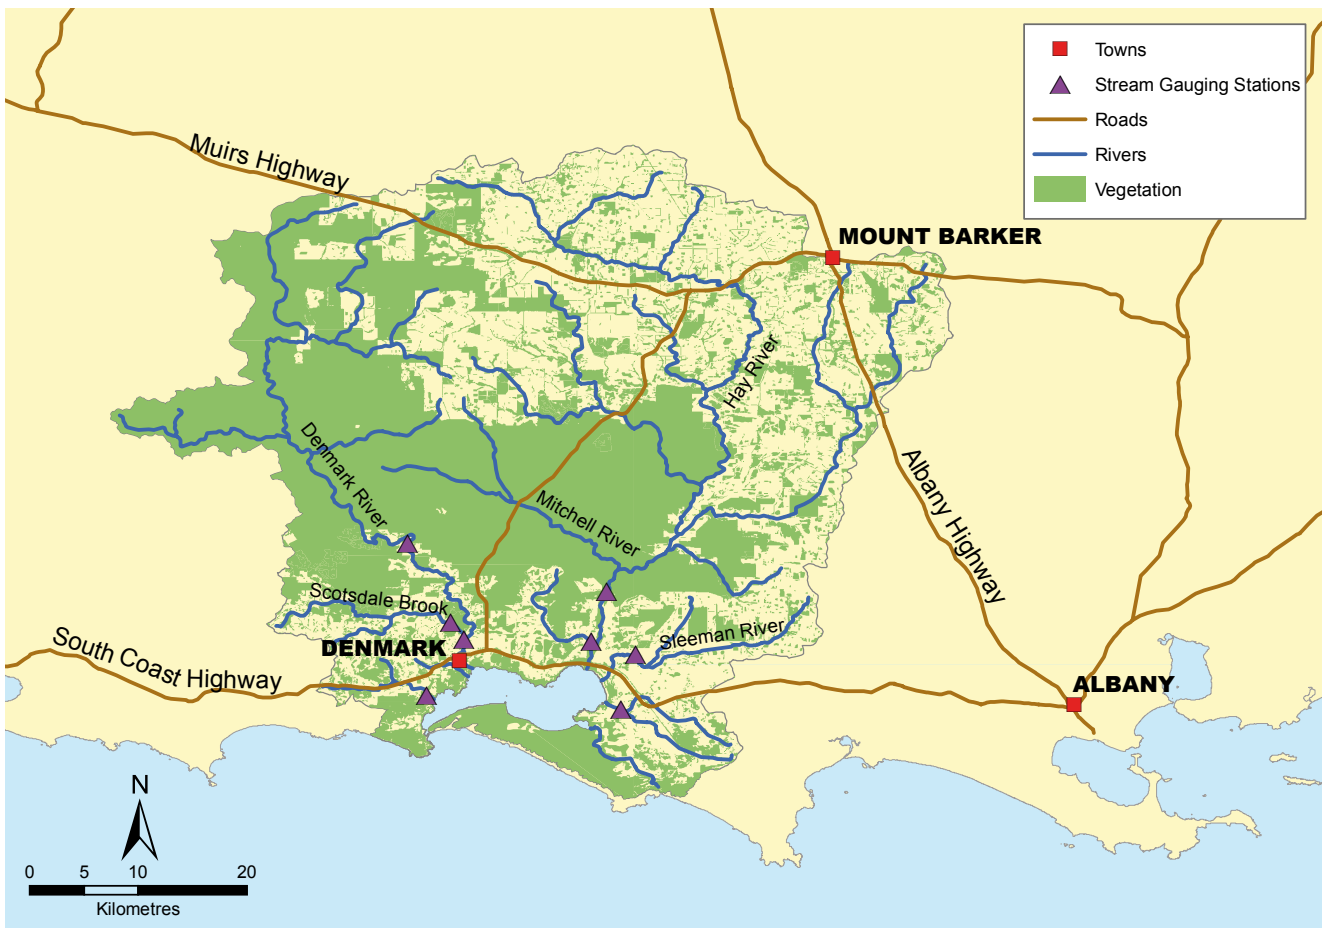 Towns
Stream Gauging Stations
Roads
Rivers
Vegetation
Muirs Highway
MOUNT BARKER
Hay River
Denmark River
Albany Highway
Mitchell River
Scotsdale Brook
Sleeman River
South Coast Highway
DENMARK
ALBANY
N
0 5 10 20
Kilometres